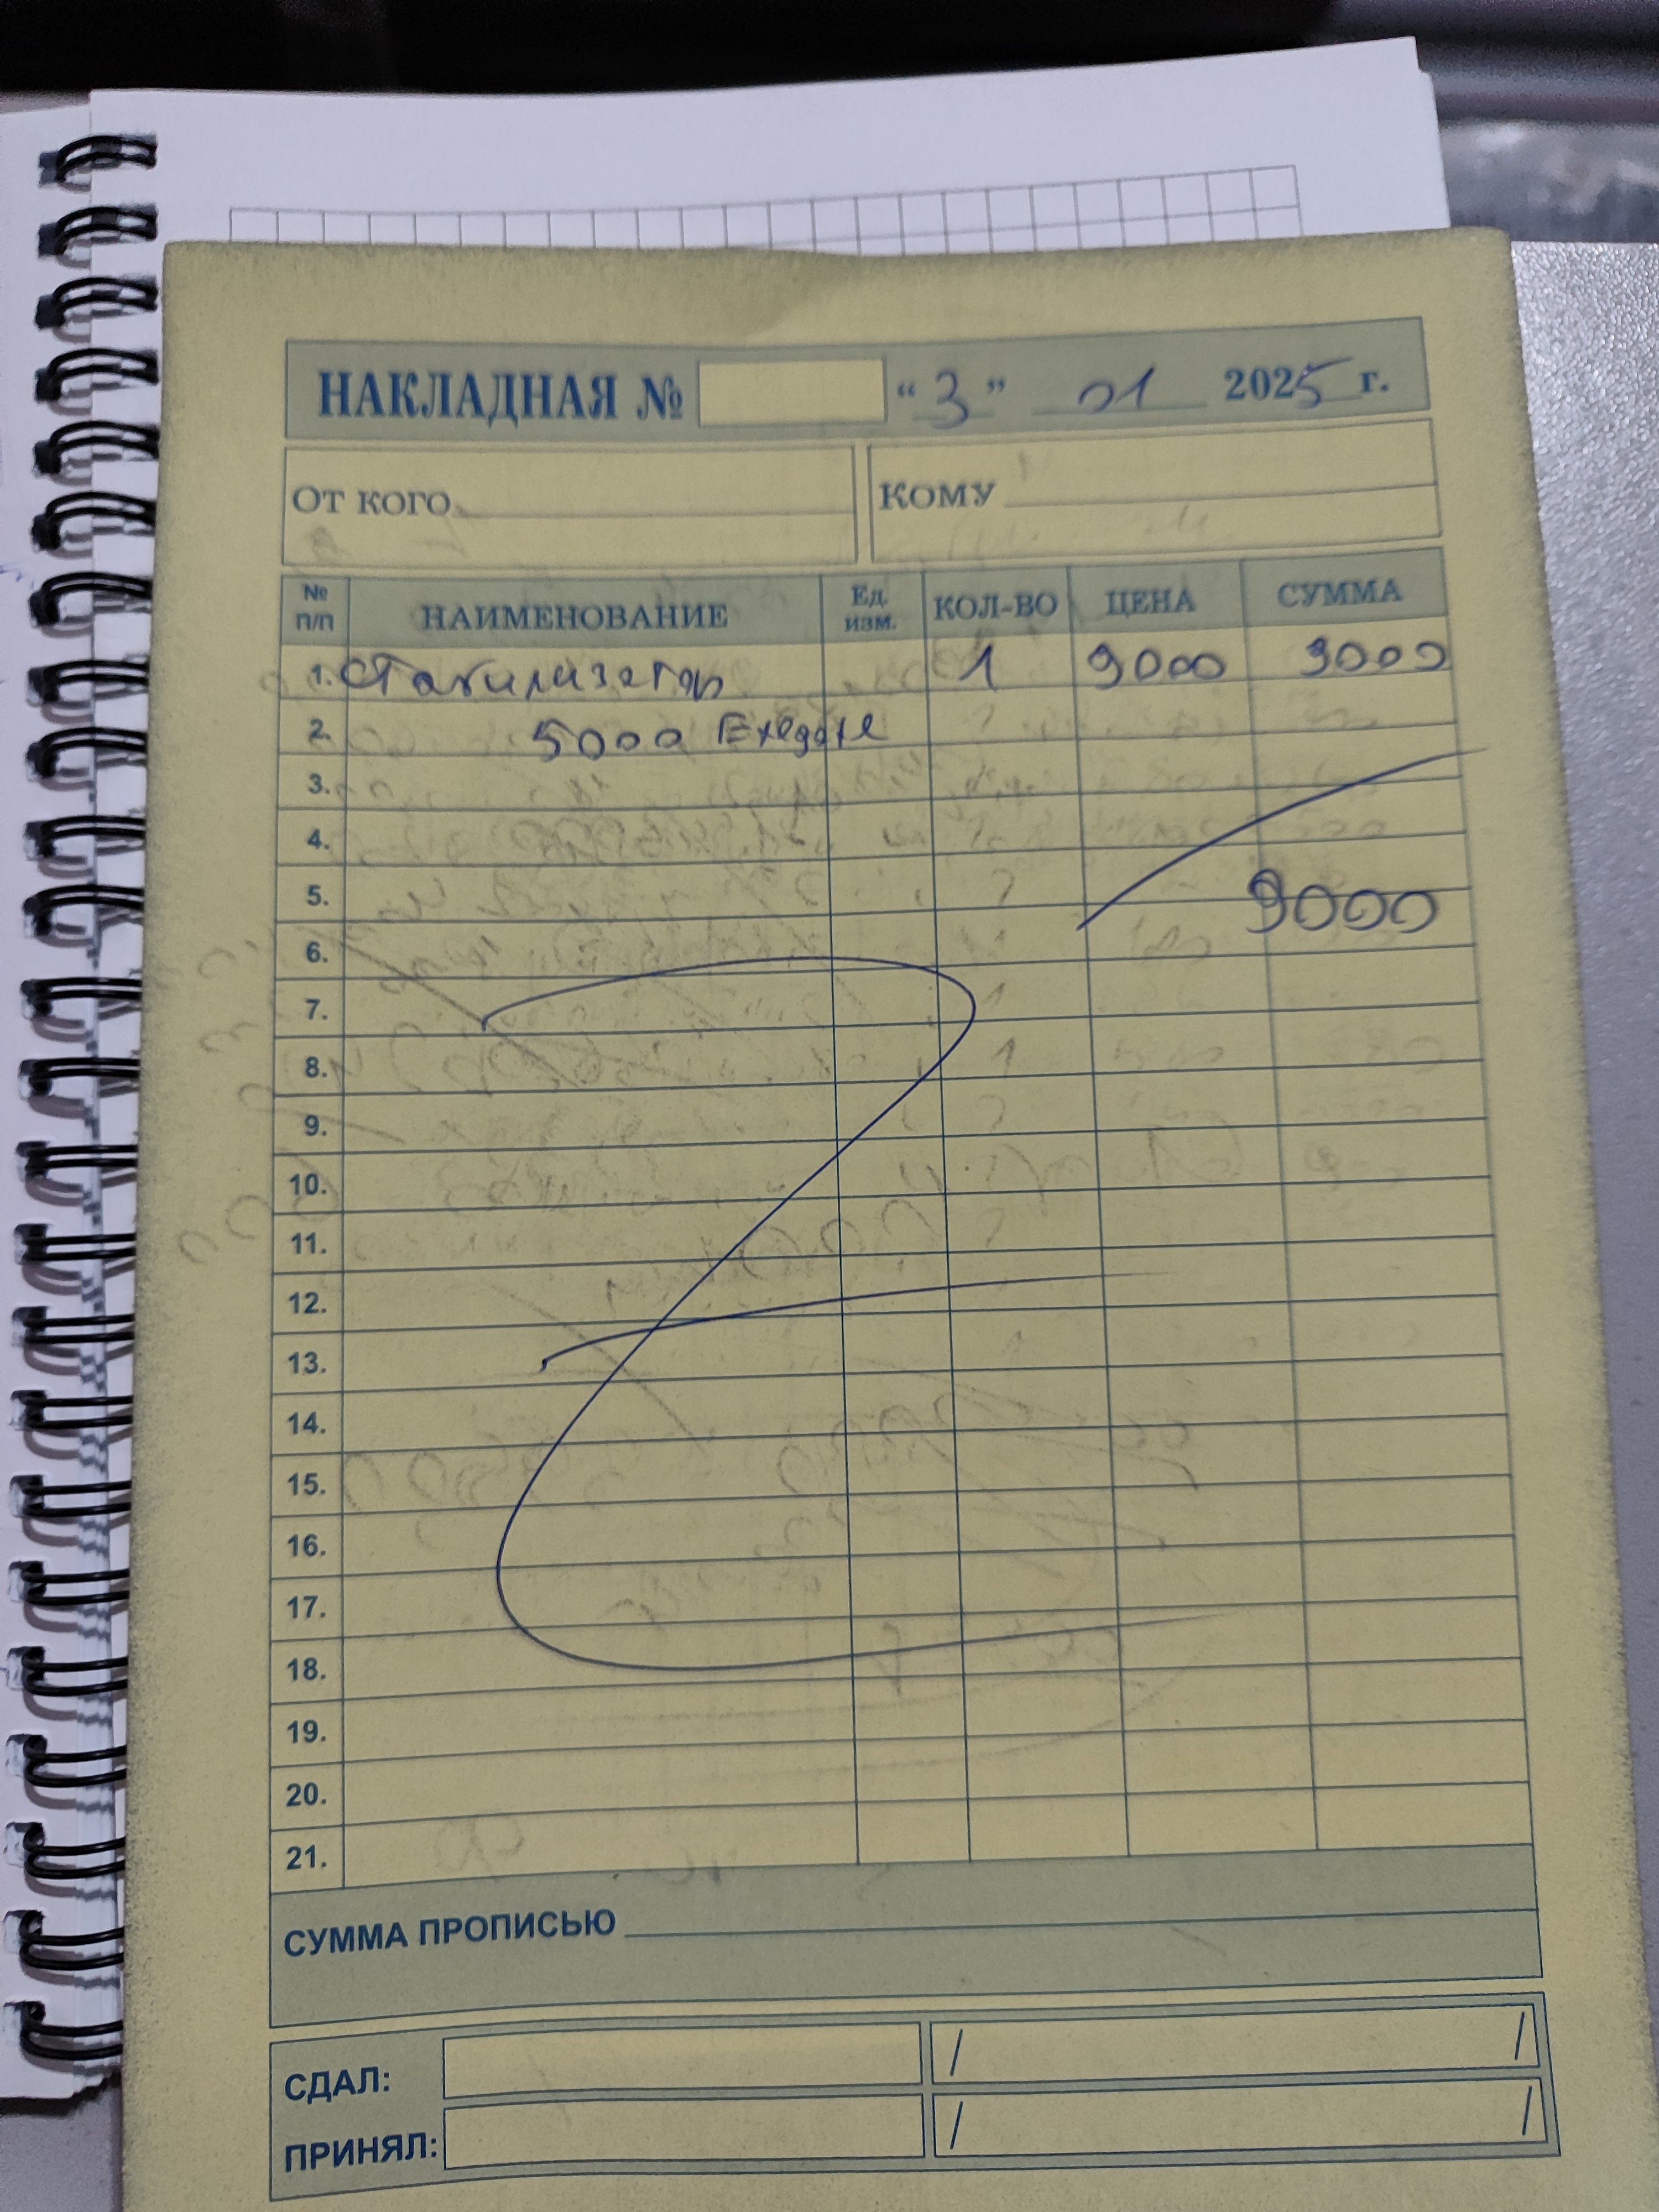 НАКЛАДНАЯ № “ 3 ” 01 2025 г.
ОТ КОГО КОМУ
№ п/п НАИМЕНОВАНИЕ Ед. изм. КОЛ-ВО ЦЕНА СУММА
1. Стабилизатор 1 9000 9000
2. 5000 Exegate
3.
4.
5. 9000
6.
7.
8.
9.
10.
11.
12.
13.
14.
15.
16.
17.
18.
19.
20.
21.
СУММА ПРОПИСЬЮ
СДАЛ: / /
ПРИНЯЛ: / /